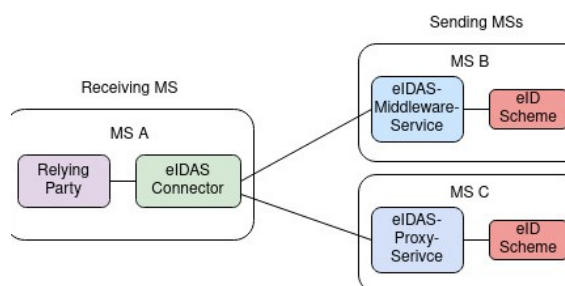 Sending MSs
MS B
eIDAS-
Middleware-
Service
eID
Scheme
Receiving MS
MS A
Relying
Party
eIDAS
Connector
MS C
eIDAS-
Proxy-
Serivce
eID
Scheme